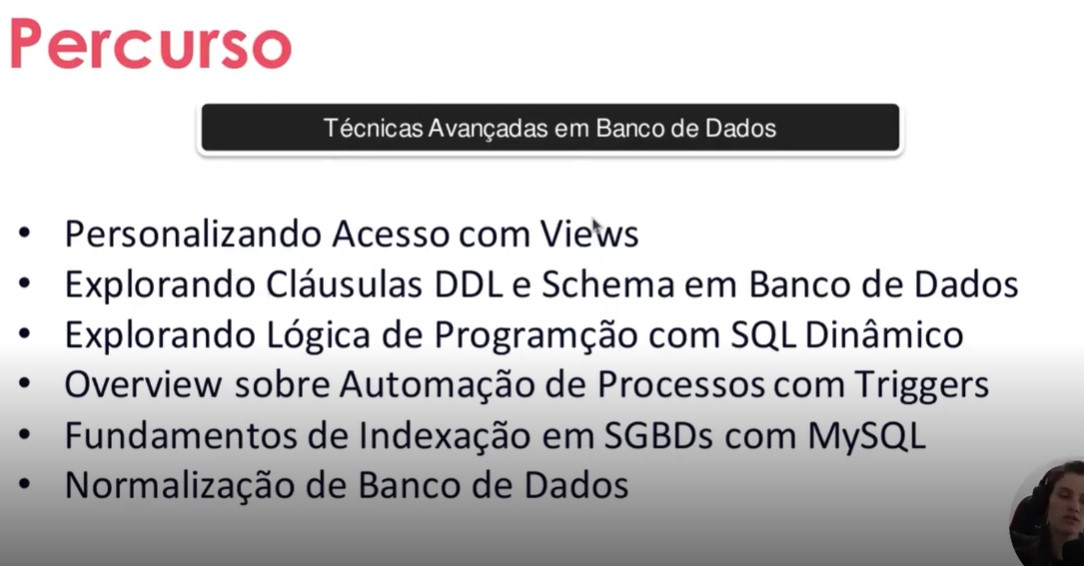 Percurso
Técnicas Avançadas em Banco de Dados
• Personalizando Acesso com Views
• Explorando Cláusulas DDL e Schema em Banco de Dados
• Explorando Lógica de Programção com SQL Dinâmico
• Overview sobre Automação de Processos com Triggers
• Fundamentos de Indexação em SGBDs com MySQL
• Normalização de Banco de Dados